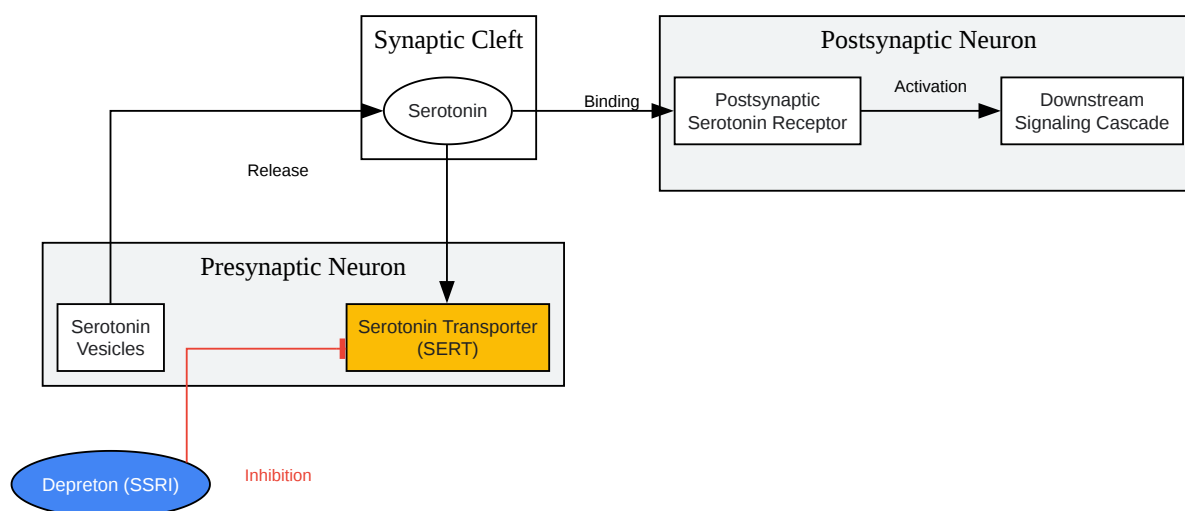 Synaptic Cleft
Postsynaptic Neuron
Serotonin
Binding
Postsynaptic
Serotonin Receptor
Activation
Downstream
Signaling Cascade
Release
Presynaptic Neuron
Serotonin
Vesicles
Serotonin Transporter
(SERT)
Depreton (SSRI)
Inhibition